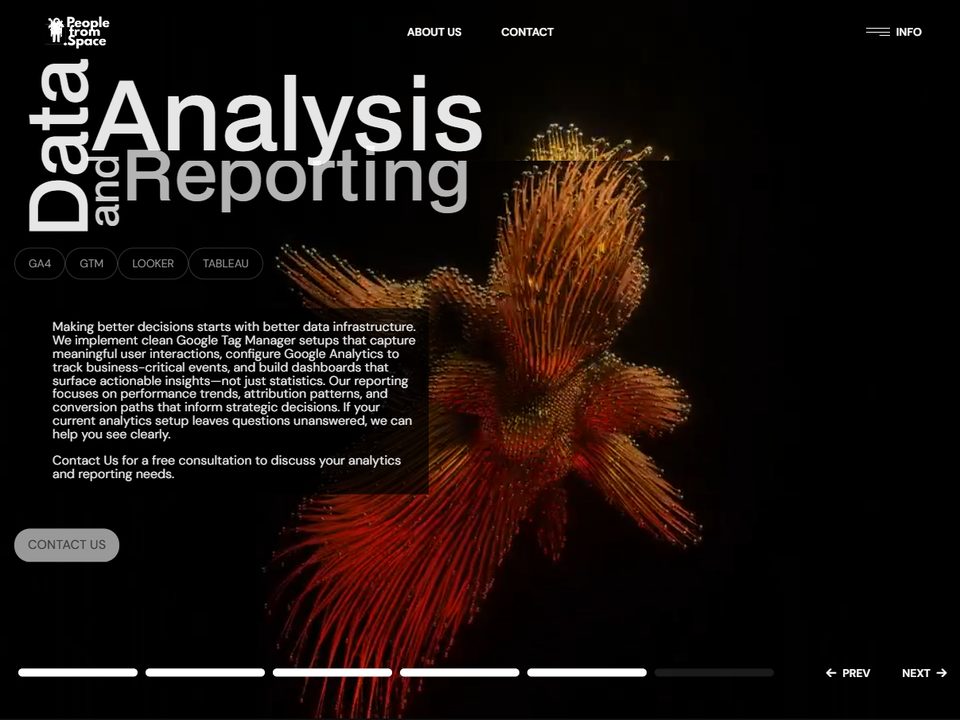 People
from
.Space
ABOUT US
CONTACT
INFO
Data
Analysis
and
Reporting
GA4
GTM
LOOKER
TABLEAU
Making better decisions starts with better data infrastructure.
We implement clean Google Tag Manager setups that capture
meaningful user interactions, configure Google Analytics to
track business-critical events, and build dashboards that
surface actionable insights—not just statistics. Our reporting
focuses on performance trends, attribution patterns, and
conversion paths that inform strategic decisions. If your
current analytics setup leaves questions unanswered, we can
help you see clearly.
Contact Us for a free consultation to discuss your analytics
and reporting needs.
CONTACT US
PREV
NEXT